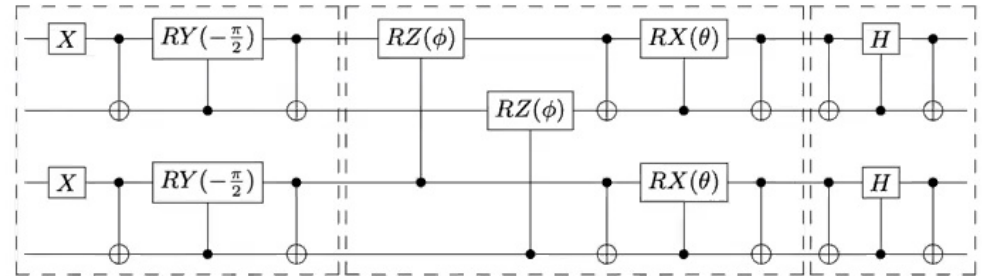 X RY(−π/2) RZ(ϕ) RX(θ) H
RZ(ϕ)
X RY(−π/2) RX(θ) H